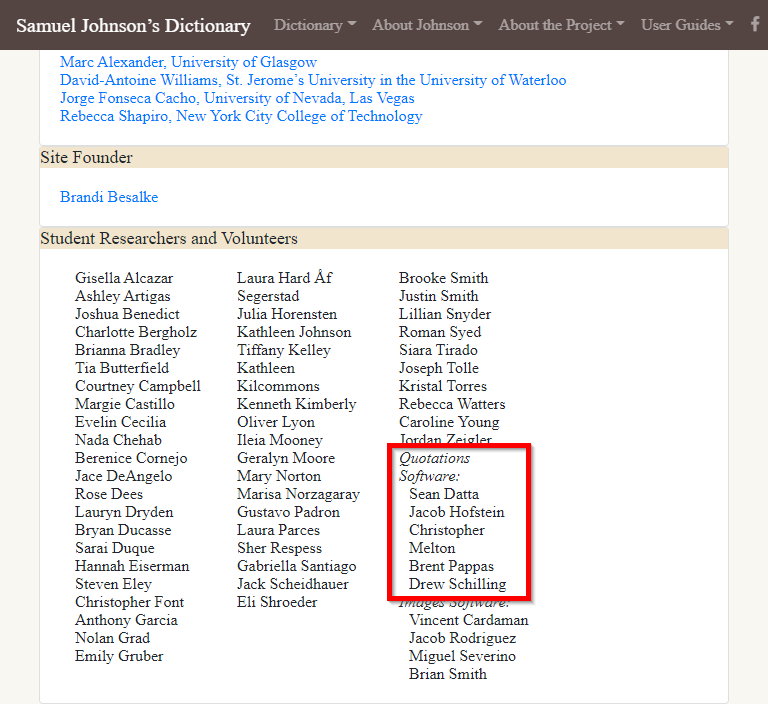 Samuel Johnson’s Dictionary Dictionary About Johnson About the Project User Guides
Marc Alexander, University of Glasgow
David-Antoine Williams, St. Jerome’s University in the University of Waterloo
Jorge Fonseca Cacho, University of Nevada, Las Vegas
Rebecca Shapiro, New York City College of Technology
Site Founder
Brandi Besalke
Student Researchers and Volunteers
Gisella Alcazar
Ashley Artigas
Joshua Benedict
Charlotte Bergholz
Brianna Bradley
Tia Butterfield
Courtney Campbell
Margie Castillo
Evelin Cecilia
Nada Chehab
Berenice Cornejo
Jace DeAngelo
Rose Dees
Lauryn Dryden
Bryan Ducasse
Sarai Duque
Hannah Eiserman
Steven Eley
Christopher Font
Anthony Garcia
Nolan Grad
Emily Gruber
Laura Hard Åf
Segerstad
Julia Horensten
Kathleen Johnson
Tiffany Kelley
Kathleen
Kilcommons
Kenneth Kimberly
Oliver Lyon
Ileia Mooney
Geralyn Moore
Mary Norton
Marisa Norzagaray
Gustavo Padron
Laura Parces
Sher Respess
Gabriella Santiago
Jack Scheidhauer
Eli Shroeder
Brooke Smith
Justin Smith
Lillian Snyder
Roman Syed
Siara Tirado
Joseph Tolle
Kristal Torres
Rebecca Watters
Caroline Young
Jordan Zeigler
Quotations
Software:
Sean Datta
Jacob Hofstein
Christopher
Melton
Brent Pappas
Drew Schilling
Images Software:
Vincent Cardaman
Jacob Rodriguez
Miguel Severino
Brian Smith